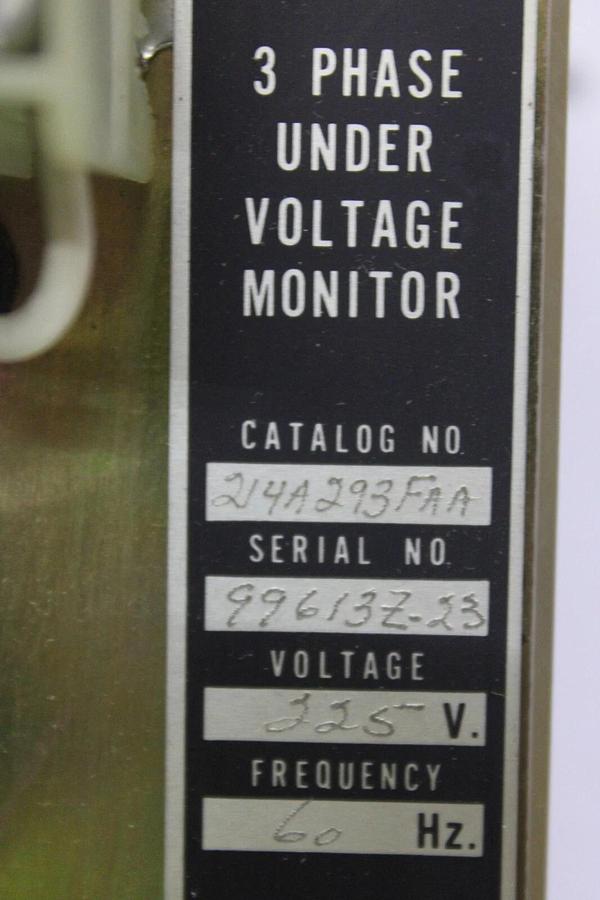 3 PHASE
UNDER
VOLTAGE
MONITOR
CATALOG NO.
214A293FAA
SERIAL NO.
99613Z-23
VOLTAGE
225 V.
FREQUENCY
60 Hz.